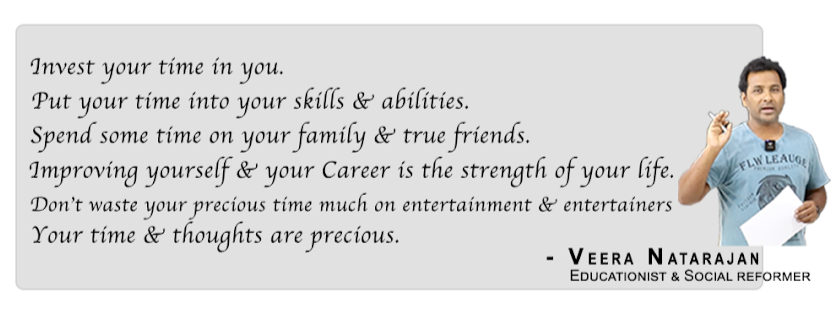 Invest your time in you.
Put your time into your skills & abilities.
Spend some time on your family & true friends.
Improving yourself & your Career is the strength of your life.
Don't waste your precious time much on entertainment & entertainers
Your time & thoughts are precious.
- VEERA NATARAJAN
EDUCATIONIST & SOCIAL REFORMER
FLW LEAUGE